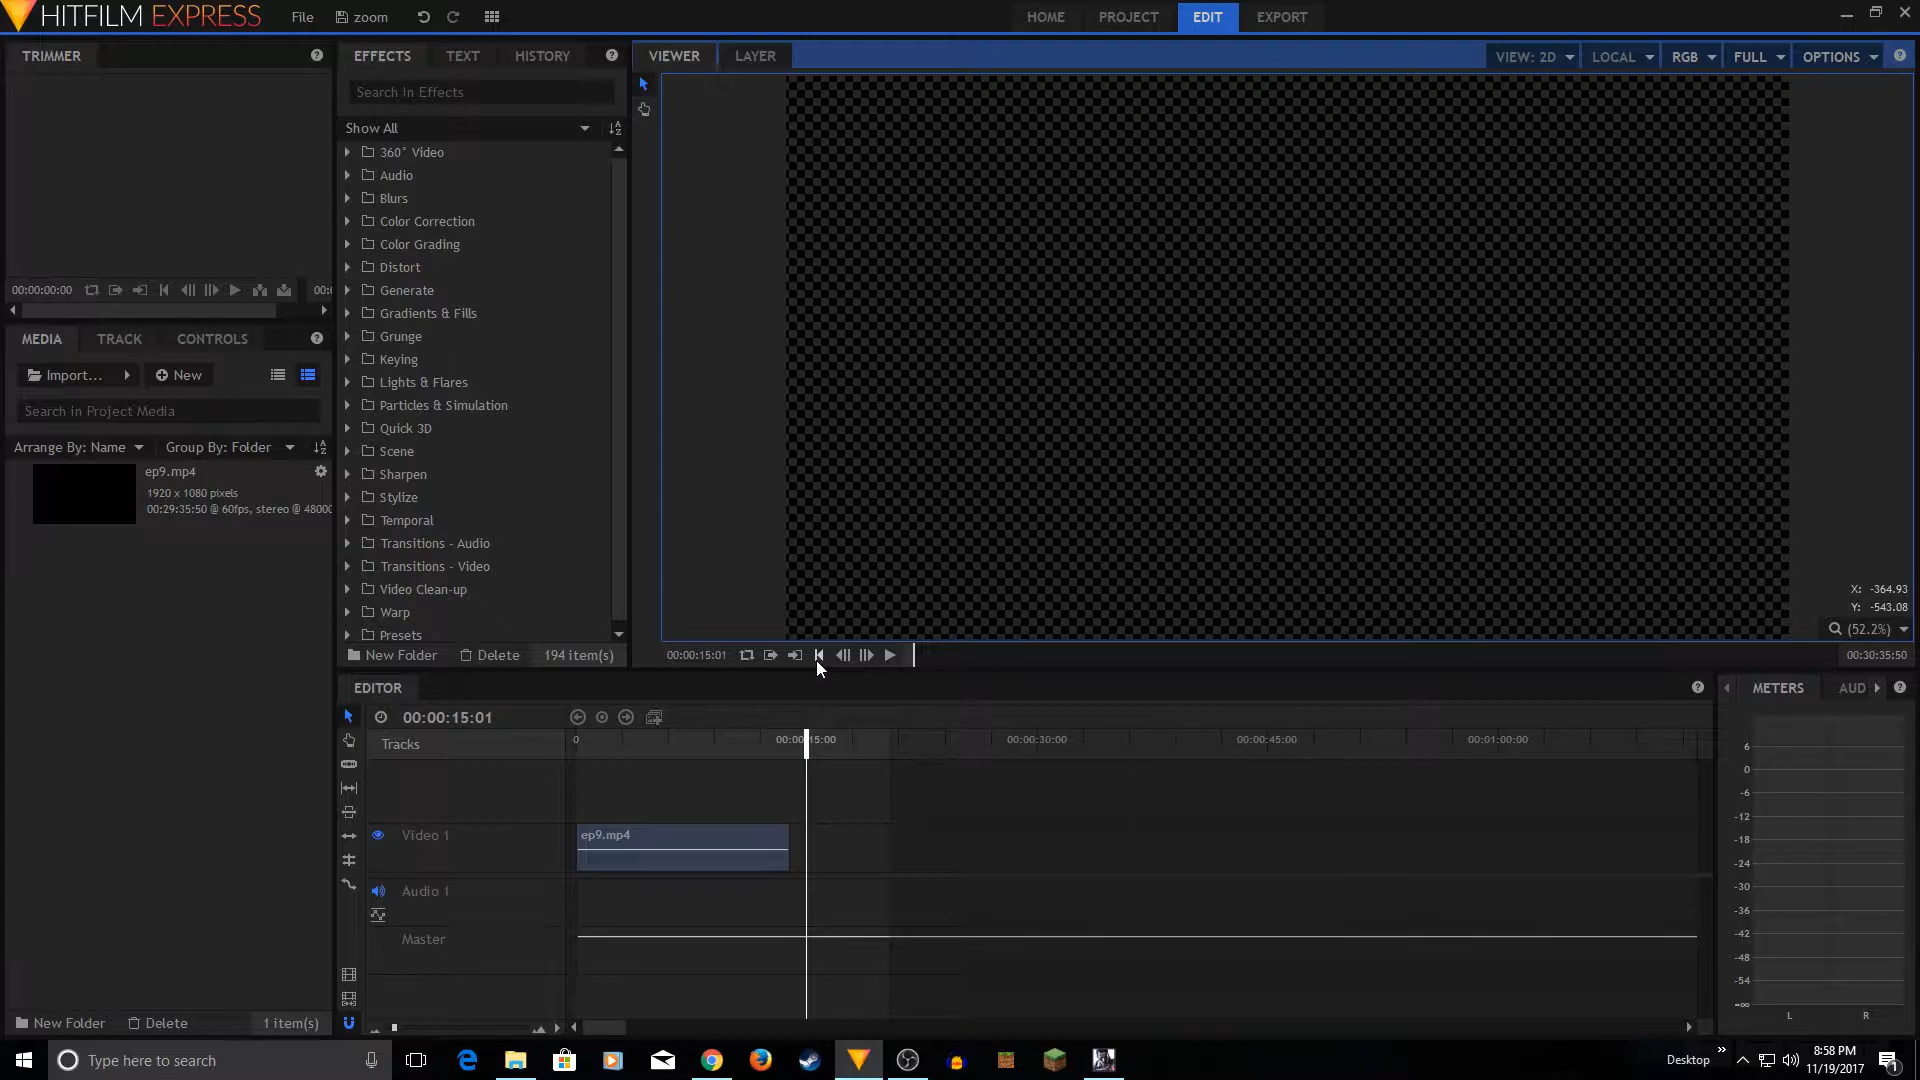 HITFILM EXPRESS File zoom HOME PROJECT EDIT EXPORT
TRIMMER
00:00:00:00 00:0
MEDIA TRACK CONTROLS
Import... New
Search in Project Media
Arrange By: Name Group By: Folder
ep9.mp4
1920 x 1080 pixels
00:29:35:50 @ 60fps, stereo @ 4800
New Folder Delete 1 item(s)
EFFECTS TEXT HISTORY
Search in Effects
Show All
360° Video
Audio
Blurs
Color Correction
Color Grading
Distort
Generate
Gradients & Fills
Grunge
Keying
Lights & Flares
Particles & Simulation
Quick 3D
Scene
Sharpen
Stylize
Temporal
Transitions - Audio
Transitions - Video
Video Clean-up
Warp
Presets
New Folder Delete 194 item(s)
VIEWER LAYER VIEW: 2D LOCAL RGB FULL OPTIONS
X: -364.93
Y: -543.08
(52.2%)
00:00:15:01 00:30:35:50
EDITOR
00:00:15:01
Tracks 0 00:00:15:00 00:00:30:00 00:00:45:00 00:01:00:00
Video 1 ep9.mp4
Audio 1
Master
METERS AUD
6
0
-6
-12
-18
-24
-30
-36
-42
-48
-54
-∞
L R
Type here to search Desktop » 8:58 PM
11/19/2017 1